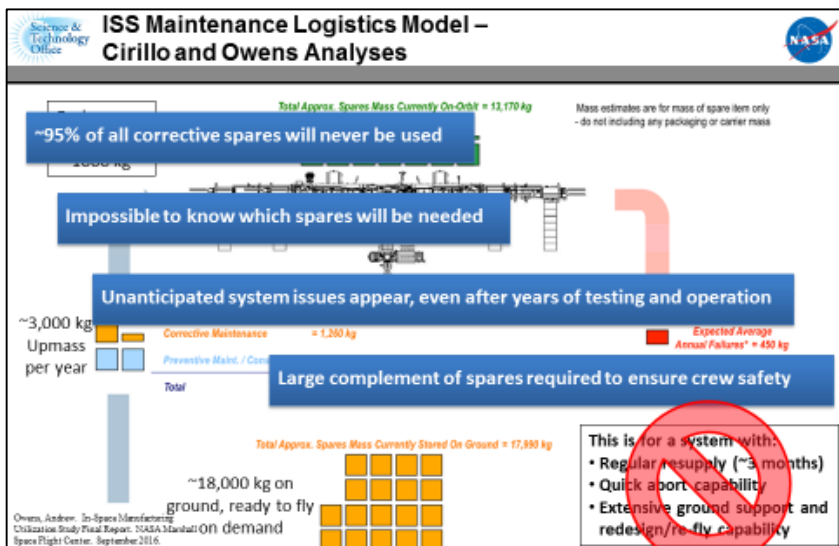 Science &
Technology
Office
ISS Maintenance Logistics Model –
Cirillo and Owens Analyses
NASA
Total Approx. Spares Mass Currently On-Orbit = 13,170 kg
Mass estimates are for mass of spare item only
- do not including any packaging or carrier mass
~95% of all corrective spares will never be used
Impossible to know which spares will be needed
Unanticipated system issues appear, even after years of testing and operation
~3,000 kg
Upmass
per year
Corrective Maintenance = 1,260 kg
Preventive Maint. /
Total
Expected Average
Annual Failures* = 450 kg
Large complement of spares required to ensure crew safety
Total Approx. Spares Mass Currently Stored On Ground = 17,990 kg
~18,000 kg on
ground, ready to fly
on demand
This is for a system with:
• Regular resupply (~3 months)
• Quick abort capability
• Extensive ground support and
redesign/re-fly capability
Owens, Andrew. In-Space Manufacturing
Utilization Study Final Report. NASA Marshall
Space Flight Center. September 2016.